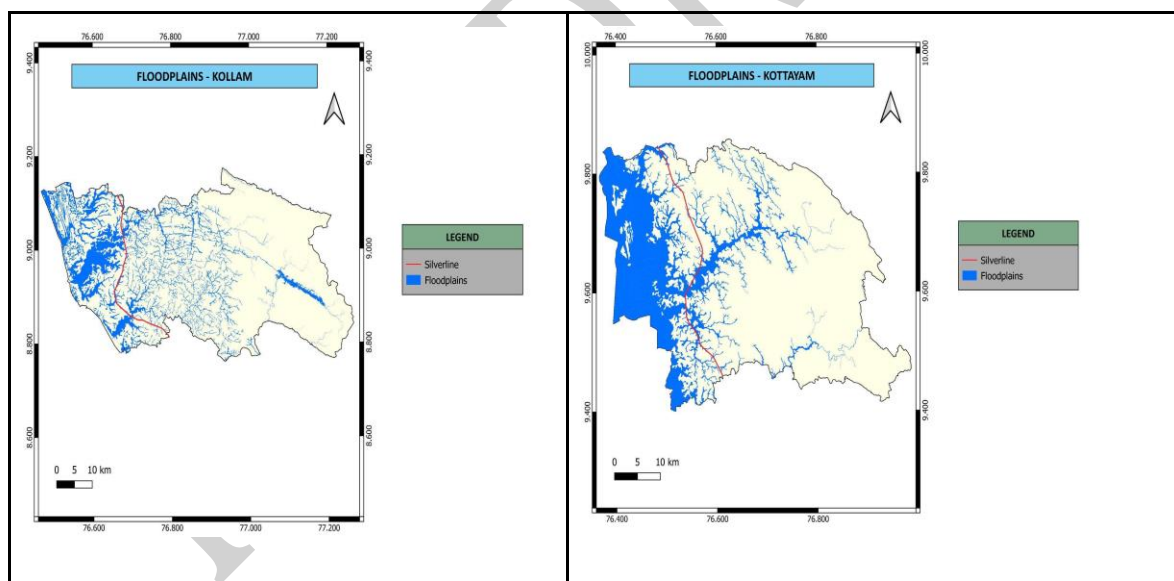 76.600 76.800 77.000 77.200
FLOODPLAINS - KOLLAM
9.400 9.400
9.200 9.200
9.000 9.000
8.800 8.800
8.600 8.600
LEGEND
Silverline
Floodplains
0 5 10 km
76.600 76.800 77.000 77.200
76.400 76.600 76.800
FLOODPLAINS - KOTTAYAM
10.000 10.000
9.800 9.800
9.600 9.600
9.400 9.400
LEGEND
Silverline
Floodplains
0 5 10 km
76.400 76.600 76.800